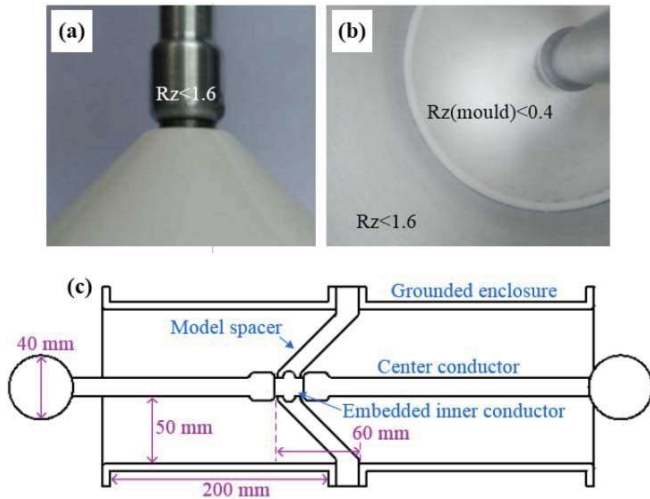 (a)
Rz<1.6
(b)
Rz(mould)<0.4
Rz<1.6
(c)
Grounded enclosure
Model spacer
40 mm
Center conductor
50 mm
Embedded inner conductor
60 mm
200 mm